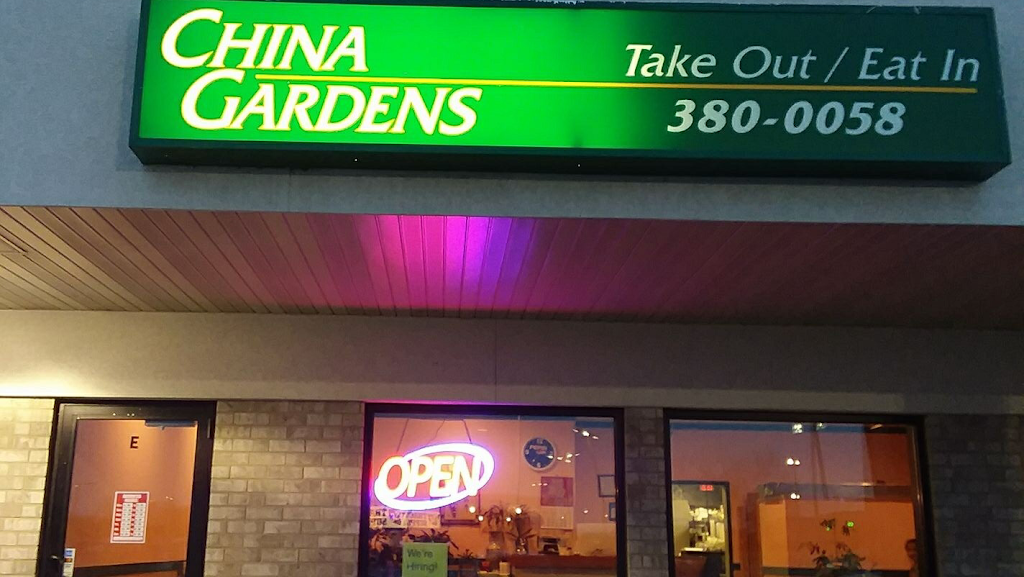 CHINA
GARDENS
Take Out / Eat In
380-0058
E
OPEN
We're
Hiring!